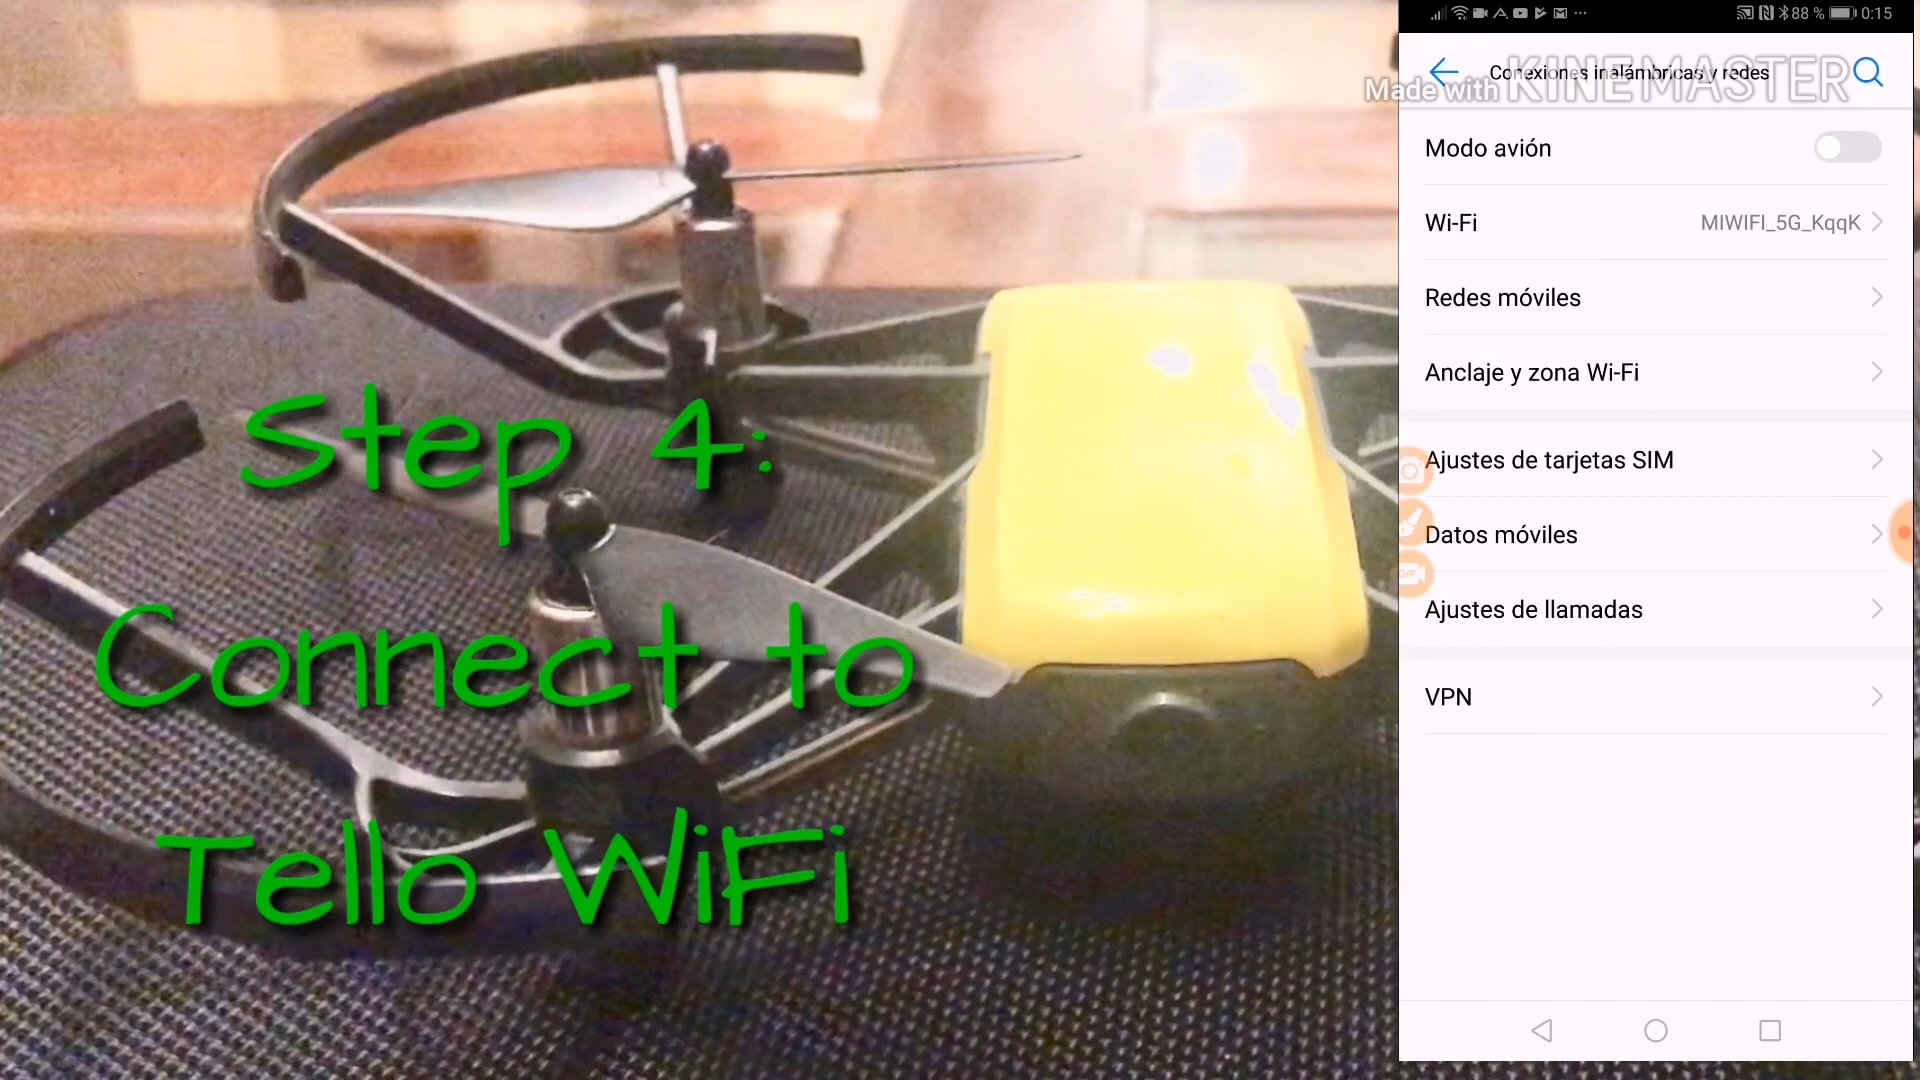 88 % 0:15
Conexiones inalámbricas y redes
Made with KINEMASTER
Modo avión
Wi-Fi MIWIFI_5G_KqqK
Redes móviles
Anclaje y zona Wi-Fi
Ajustes de tarjetas SIM
Datos móviles
GIF
Ajustes de llamadas
VPN
Step 4:
Connect to
Tello WiFi